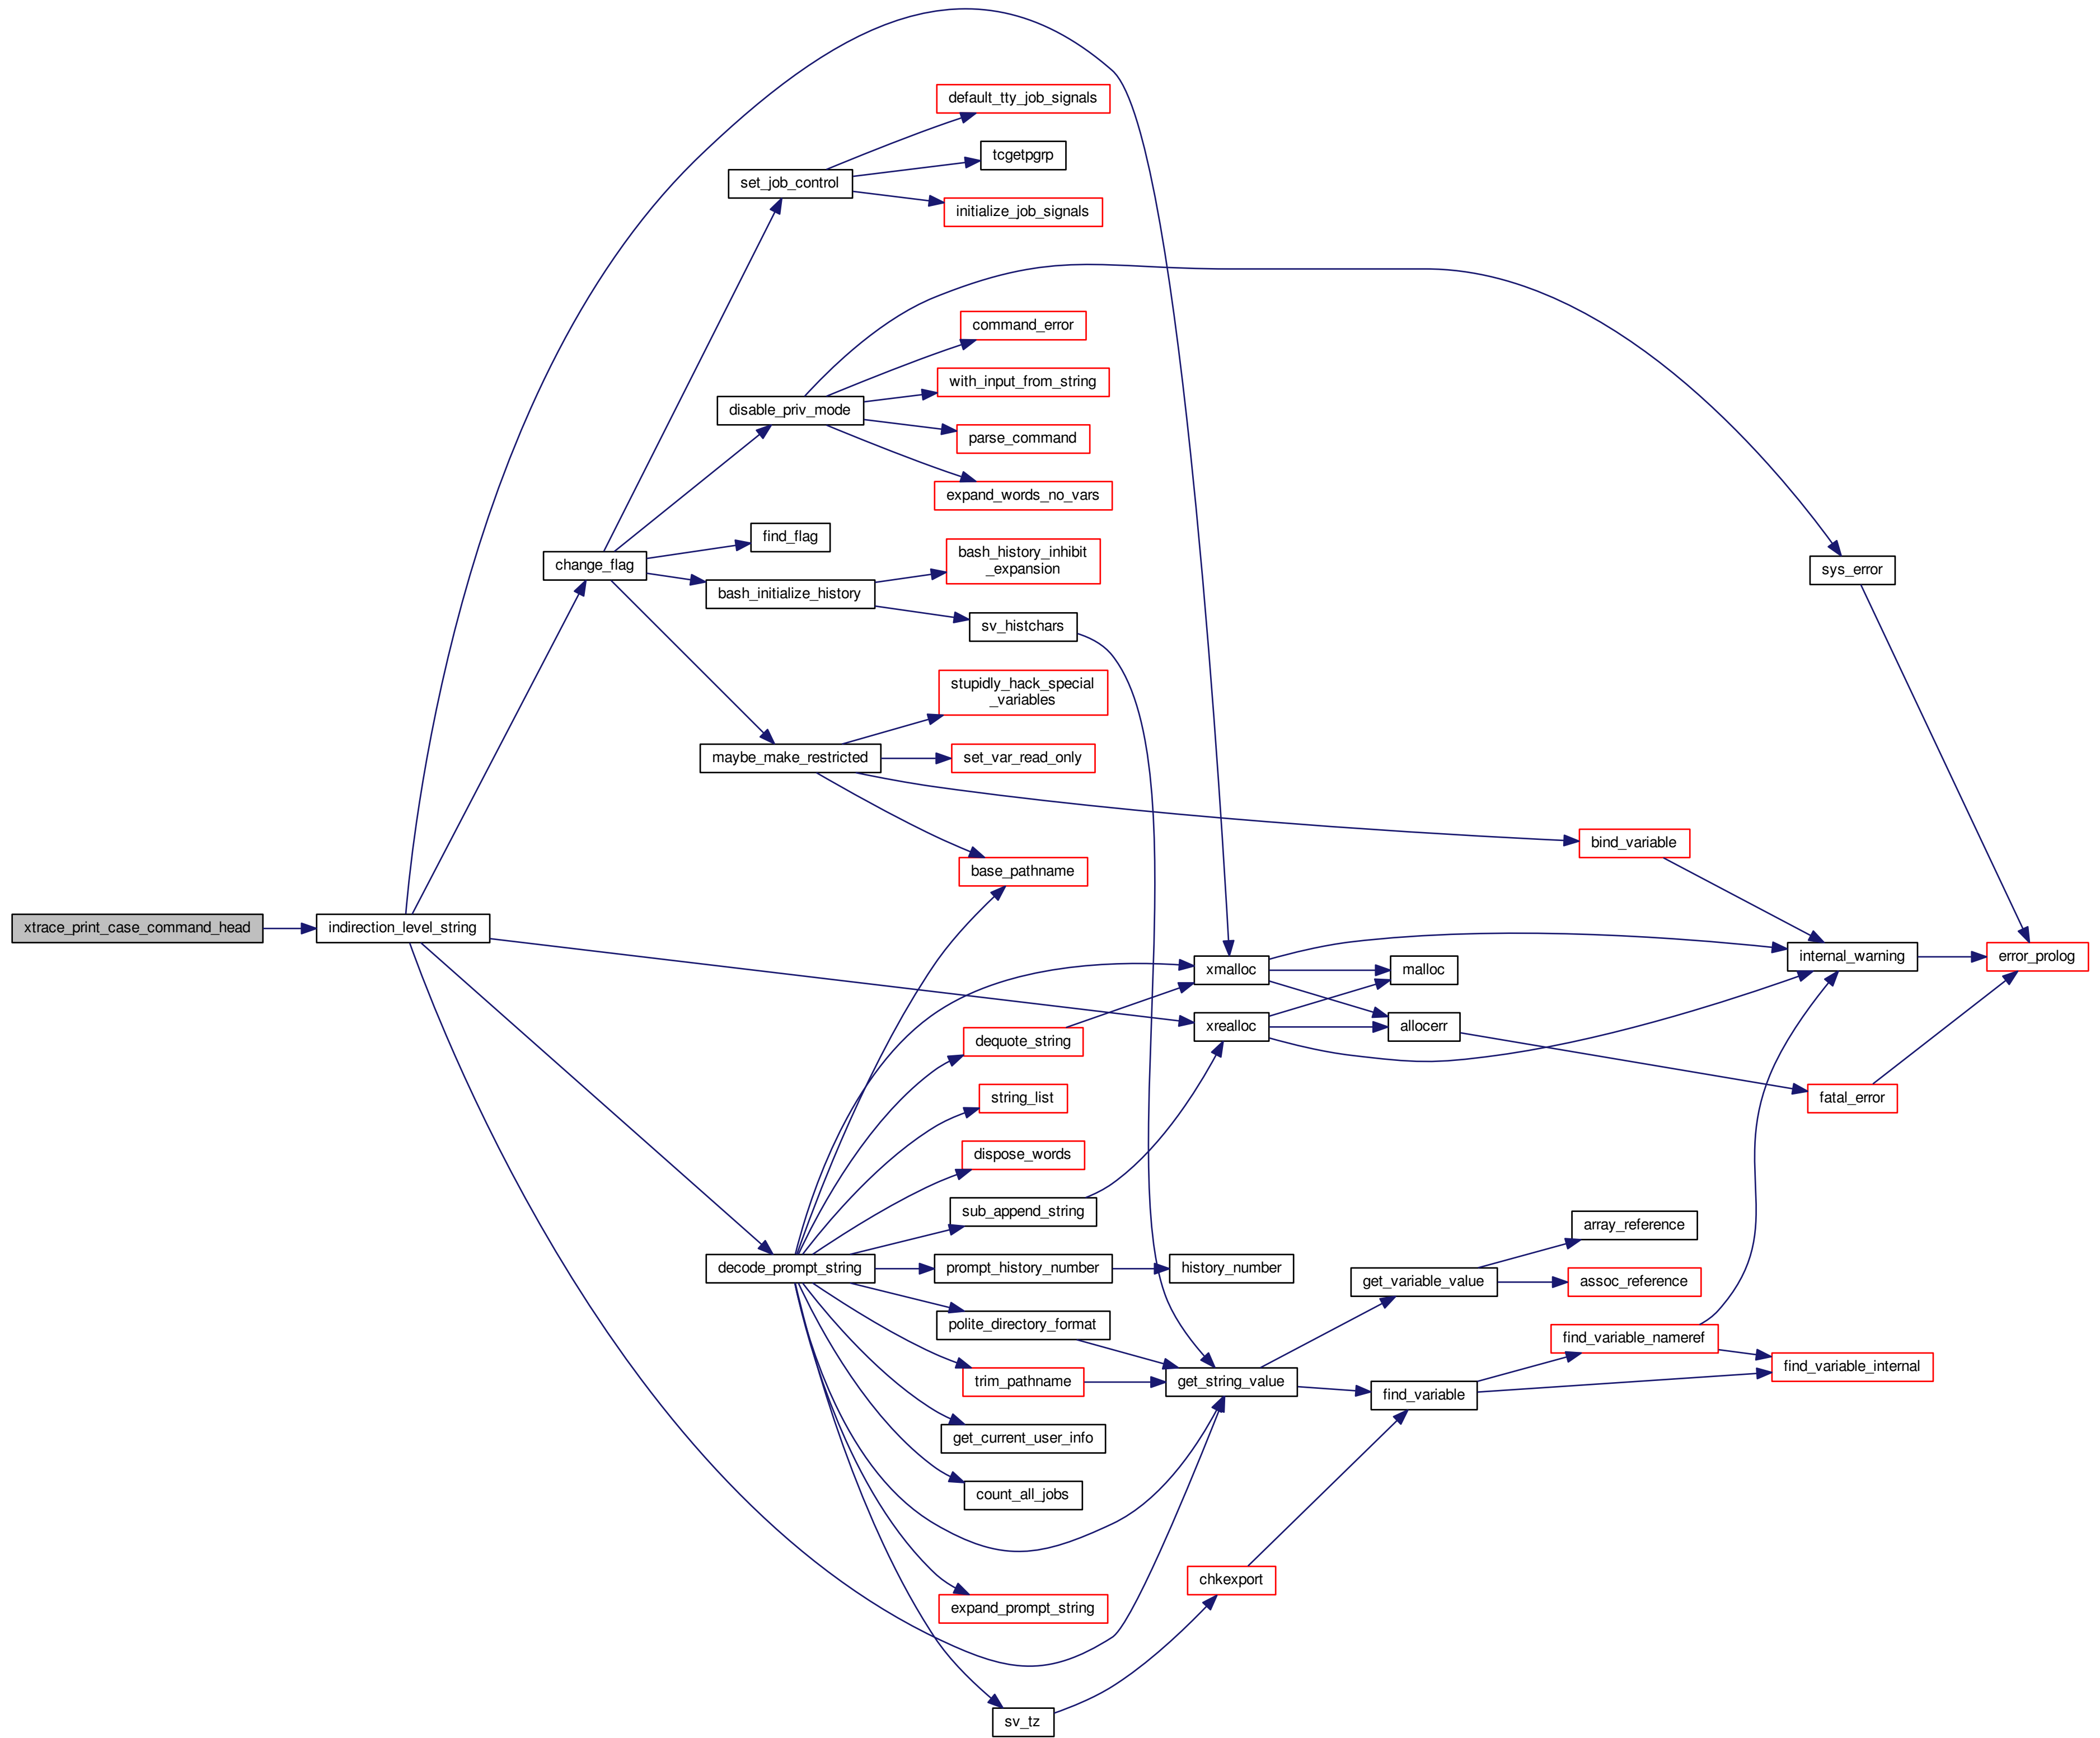 default_tty_job_signals
tcgetpgrp
set_job_control
initialize_job_signals
command_error
with_input_from_string
disable_priv_mode
parse_command
expand_words_no_vars
find_flag
bash_history_inhibit
_expansion
change_flag
sys_error
bash_initialize_history
sv_histchars
stupidly_hack_special
_variables
maybe_make_restricted
set_var_read_only
bind_variable
base_pathname
xtrace_print_case_command_head
indirection_level_string
internal_warning
error_prolog
xmalloc
malloc
xrealloc
allocerr
dequote_string
string_list
fatal_error
dispose_words
sub_append_string
array_reference
decode_prompt_string
prompt_history_number
history_number
get_variable_value
assoc_reference
polite_directory_format
find_variable_nameref
find_variable_internal
trim_pathname
get_string_value
find_variable
get_current_user_info
count_all_jobs
chkexport
expand_prompt_string
sv_tz